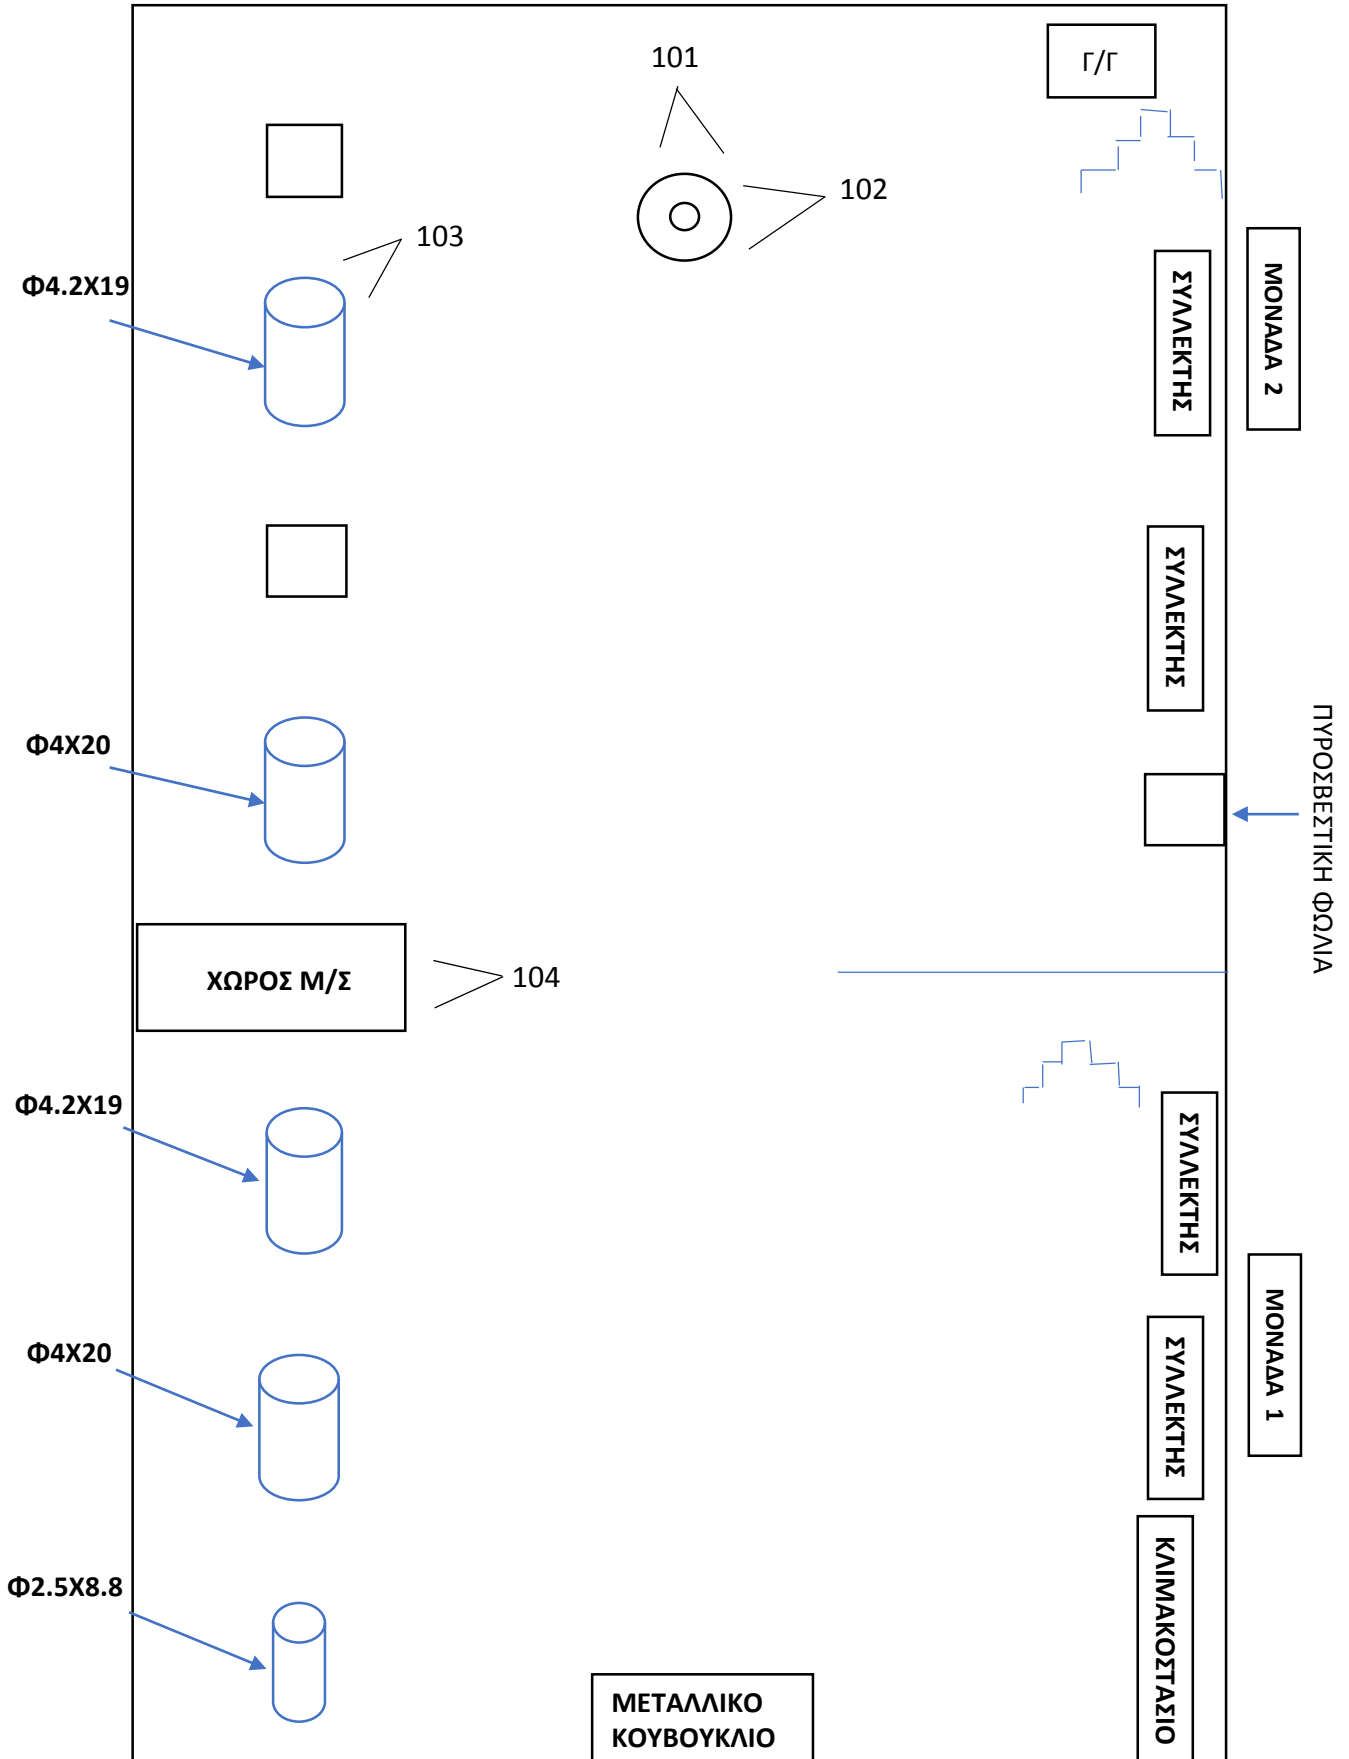 Γ/Γ
101
102
103
Φ4.2Χ19
ΣΥΛΛΕΚΤΗΣ
ΜΟΝΑΔΑ 2
ΣΥΛΛΕΚΤΗΣ
Φ4Χ20
ΠΥΡΟΣΒΕΣΤΙΚΗ ΦΩΛΙΑ
ΧΩΡΟΣ Μ/Σ
104
Φ4.2Χ19
ΣΥΛΛΕΚΤΗΣ
Φ4Χ20
ΣΥΛΛΕΚΤΗΣ
ΜΟΝΑΔΑ 1
Φ2.5Χ8.8
ΚΛΙΜΑΚΟΣΤΑΣΙΟ
ΜΕΤΑΛΛΙΚΟ
ΚΟΥΒΟΥΚΛΙΟ